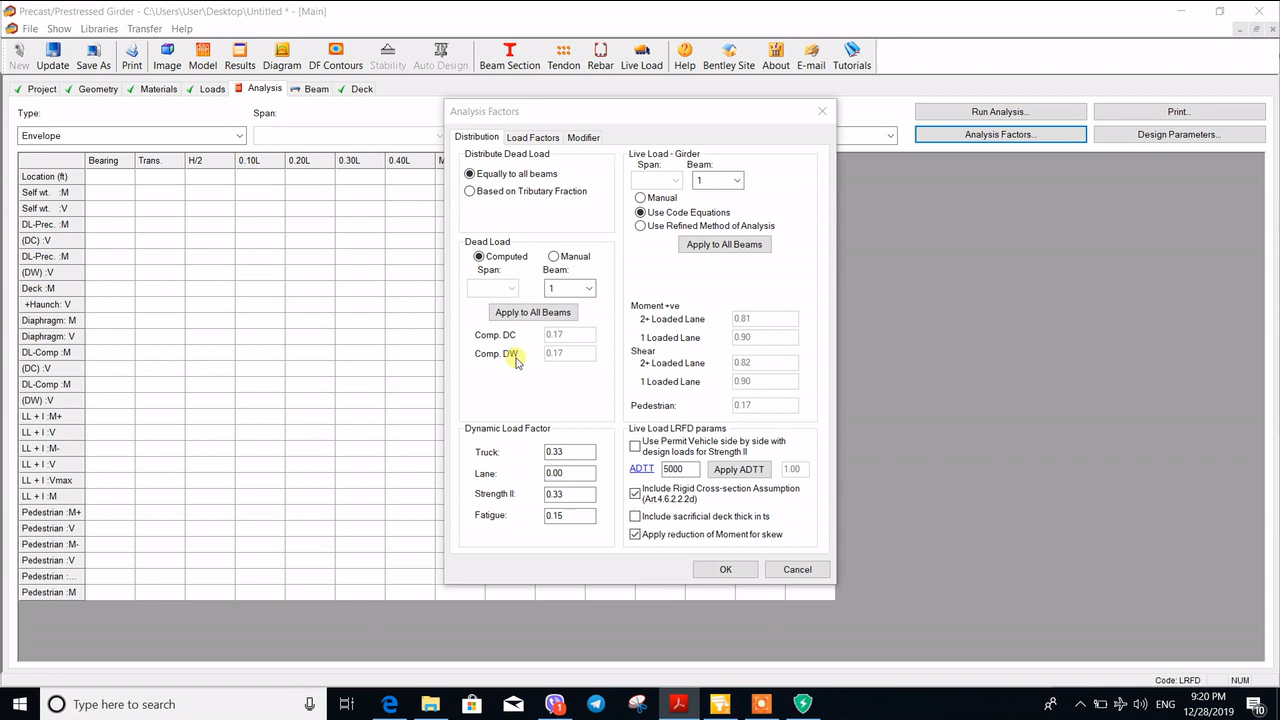 Precast/Prestressed Girder - C:\Users\User\Desktop\Untitled * - [Main]
File Show Libraries Transfer Help
New Update Save As Print Image Model Results Diagram DF Contours Stability Auto Design Beam Section Tendon Rebar Live Load Help Bentley Site About E-mail Tutorials
Project Geometry Materials Loads Analysis Beam Deck
Type: Span:
Envelope
Run Analysis... Print...
Analysis Factors... Design Parameters...
Bearing Trans. H/2 0.10L 0.20L 0.30L 0.40L
Location (ft)
Self wt. :M
Self wt. :V
DL-Prec. :M
(DC) :V
DL-Prec. :M
(DW) :V
Deck :M
+Haunch: V
Diaphragm: M
Diaphragm: V
DL-Comp :M
(DC) :V
DL-Comp :M
(DW) :V
LL + I :M+
LL + I :V
LL + I :M-
LL + I :V
LL + I :Vmax
LL + I :M
Pedestrian :M+
Pedestrian :V
Pedestrian :M-
Pedestrian :V
Pedestrian :...
Pedestrian :M
Analysis Factors
Distribution Load Factors Modifier
Distribute Dead Load
Equally to all beams
Based on Tributary Fraction
Dead Load
Computed Manual
Span: Beam:
1
Apply to All Beams
Comp. DC 0.17
Comp. DW 0.17
Dynamic Load Factor
Truck: 0.33
Lane: 0.00
Strength II: 0.33
Fatigue: 0.15
Live Load - Girder
Span: Beam:
1
Manual
Use Code Equations
Use Refined Method of Analysis
Apply to All Beams
Moment +ve
2+ Loaded Lane 0.81
1 Loaded Lane 0.90
Shear
2+ Loaded Lane 0.82
1 Loaded Lane 0.90
Pedestrian: 0.17
Live Load LRFD params
Use Permit Vehicle side by side with
design loads for Strength II
ADTT 5000 Apply ADTT 1.00
Include Rigid Cross-section Assumption
(Art.4.6.2.2.2d)
Include sacrificial deck thick in ts
Apply reduction of Moment for skew
OK Cancel
Code: LRFD NUM
Type here to search
ENG
9:20 PM
12/28/2019